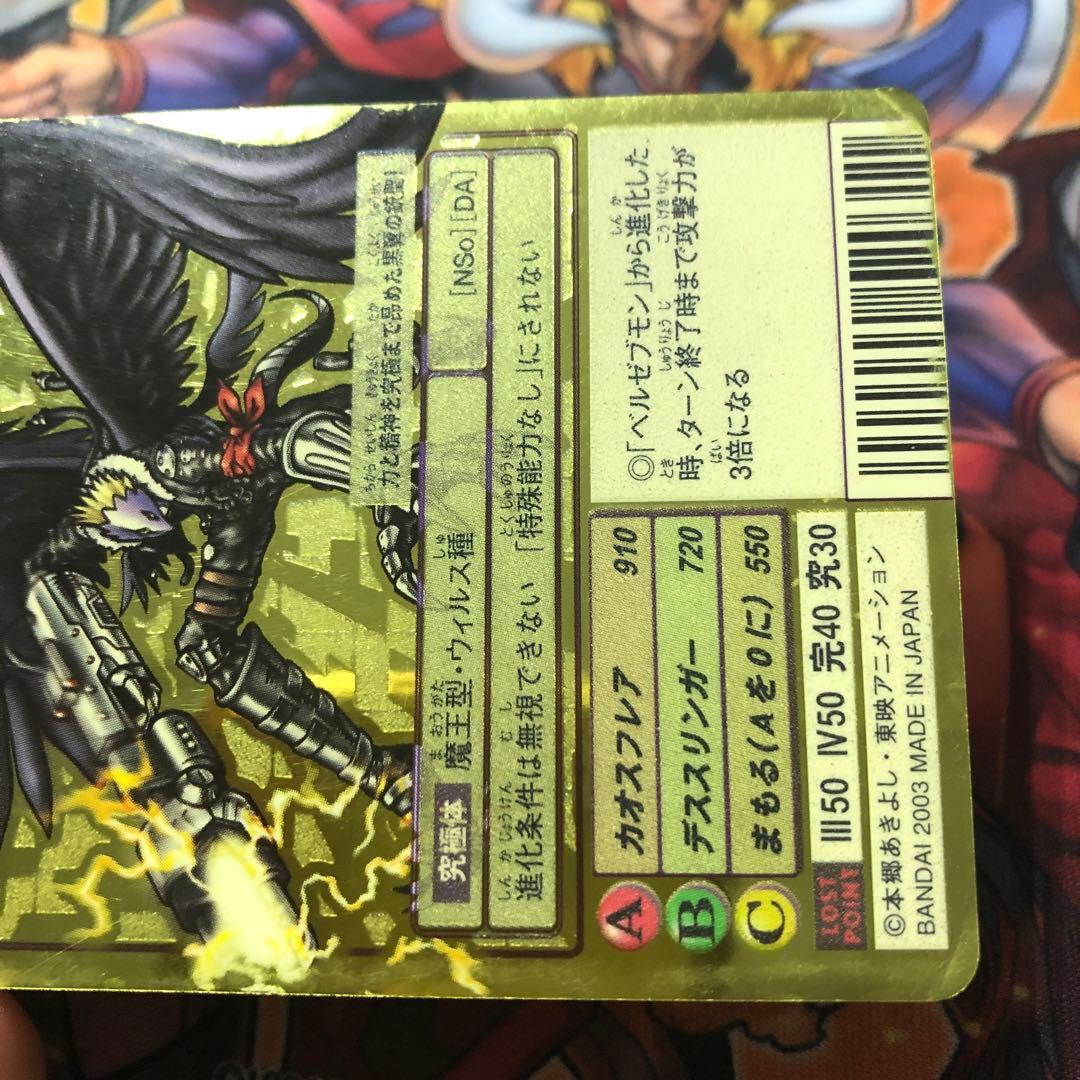 力と精神を究極まで昂めた黒翼の銃聖!
究極体 魔王型・ウィルス種 [NSo][DA]
進化条件は無視できない 「特殊能力なし」にされない
A カオスフレア 910
B デススリンガー 720
C まもる(Aを0に) 550
◎「ベルゼブモン」から進化した
時、ターン終了時まで攻撃力が
3倍になる
LOST POINT III50 IV50 完40 究30
©本郷あきよし・東映アニメーション
BANDAI 2003 MADE IN JAPAN